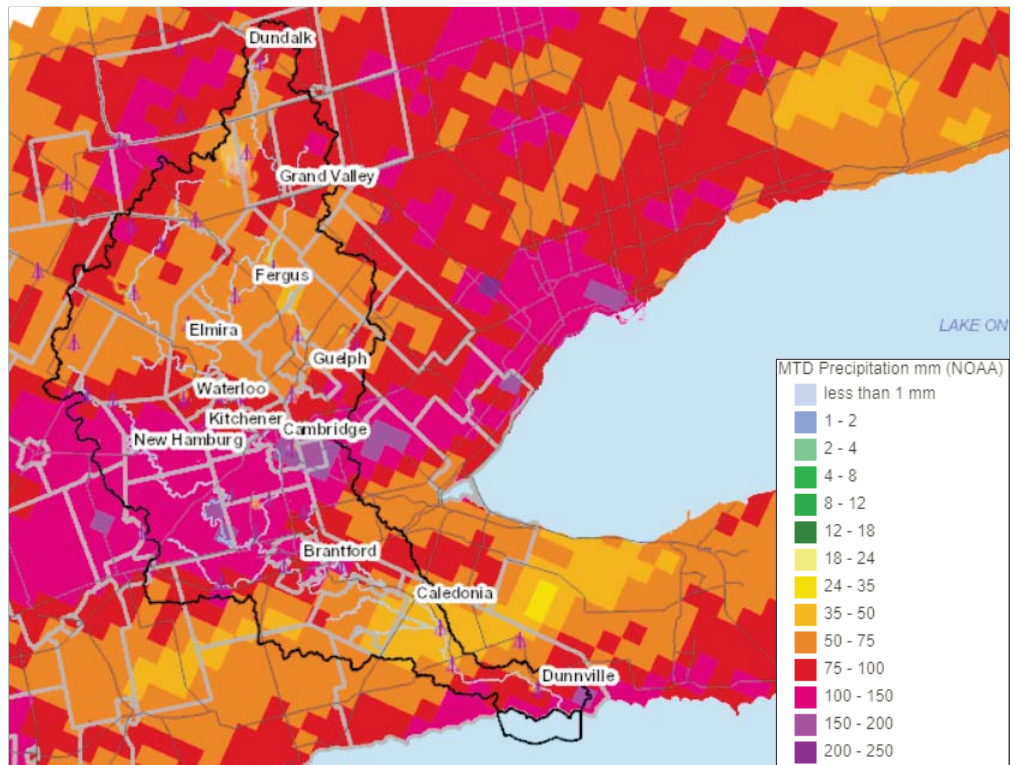 Dundalk
Grand Valley
Fergus
Elmira
LAKE ON
Guelph
MTD Precipitation mm (NOAA)
Waterloo
less than 1 mm
Kitchener
1 - 2
Cambridge
New Hamburg
2 - 4
4 - 8
8 - 12
12 - 18
Brantford
18 - 24
24 - 35
Caledonia
35 - 50
50 - 75
75 - 100
Dunnville
100 - 150
150 - 200
200 - 250